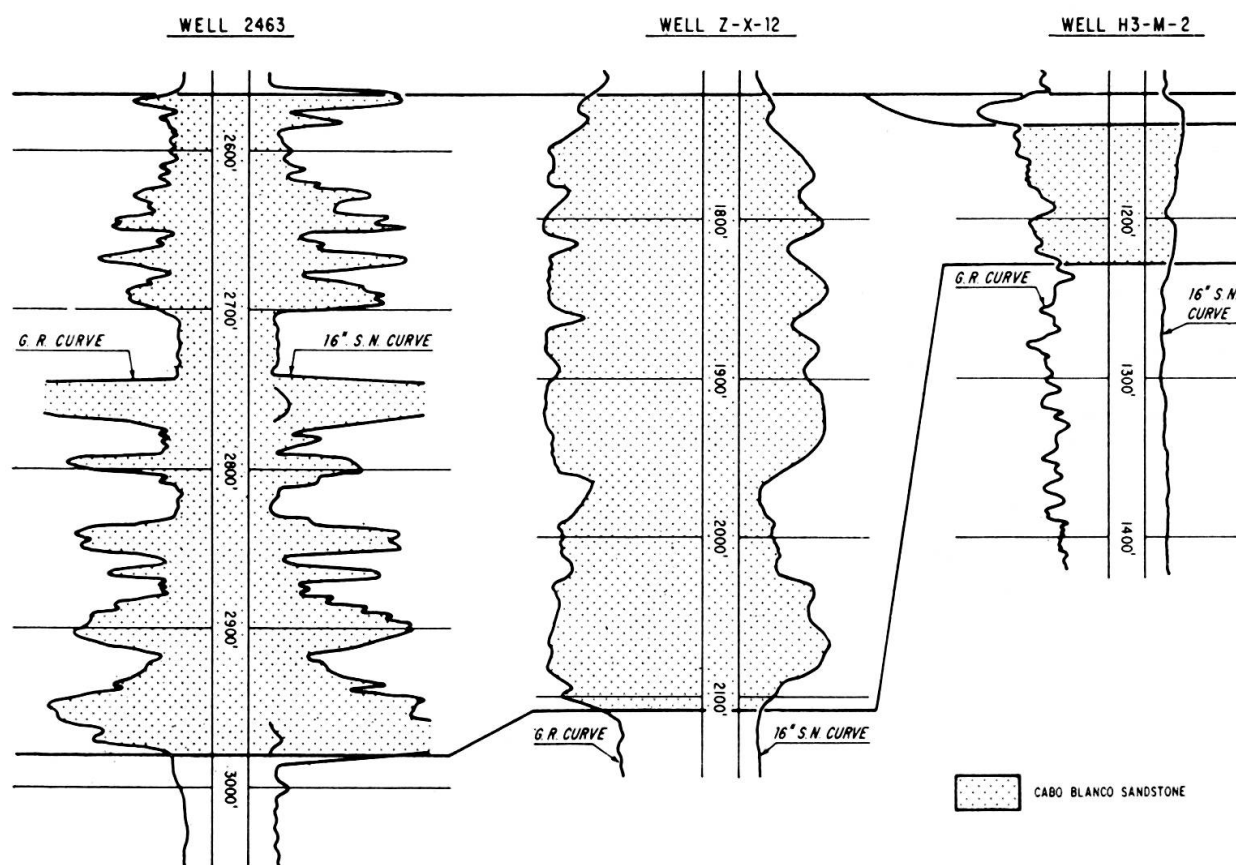 WELL 2463
WELL Z-X-12
WELL H3-M-2
2600'
2700'
G. R. CURVE
16" S.N. CURVE
2800'
2900'
3000'
1800'
1900'
2000'
2100'
G.R. CURVE
16" S.N. CURVE
1200'
G.R. CURVE
16" S.N.
CURVE
1300'
1400'
CABO BLANCO SANDSTONE